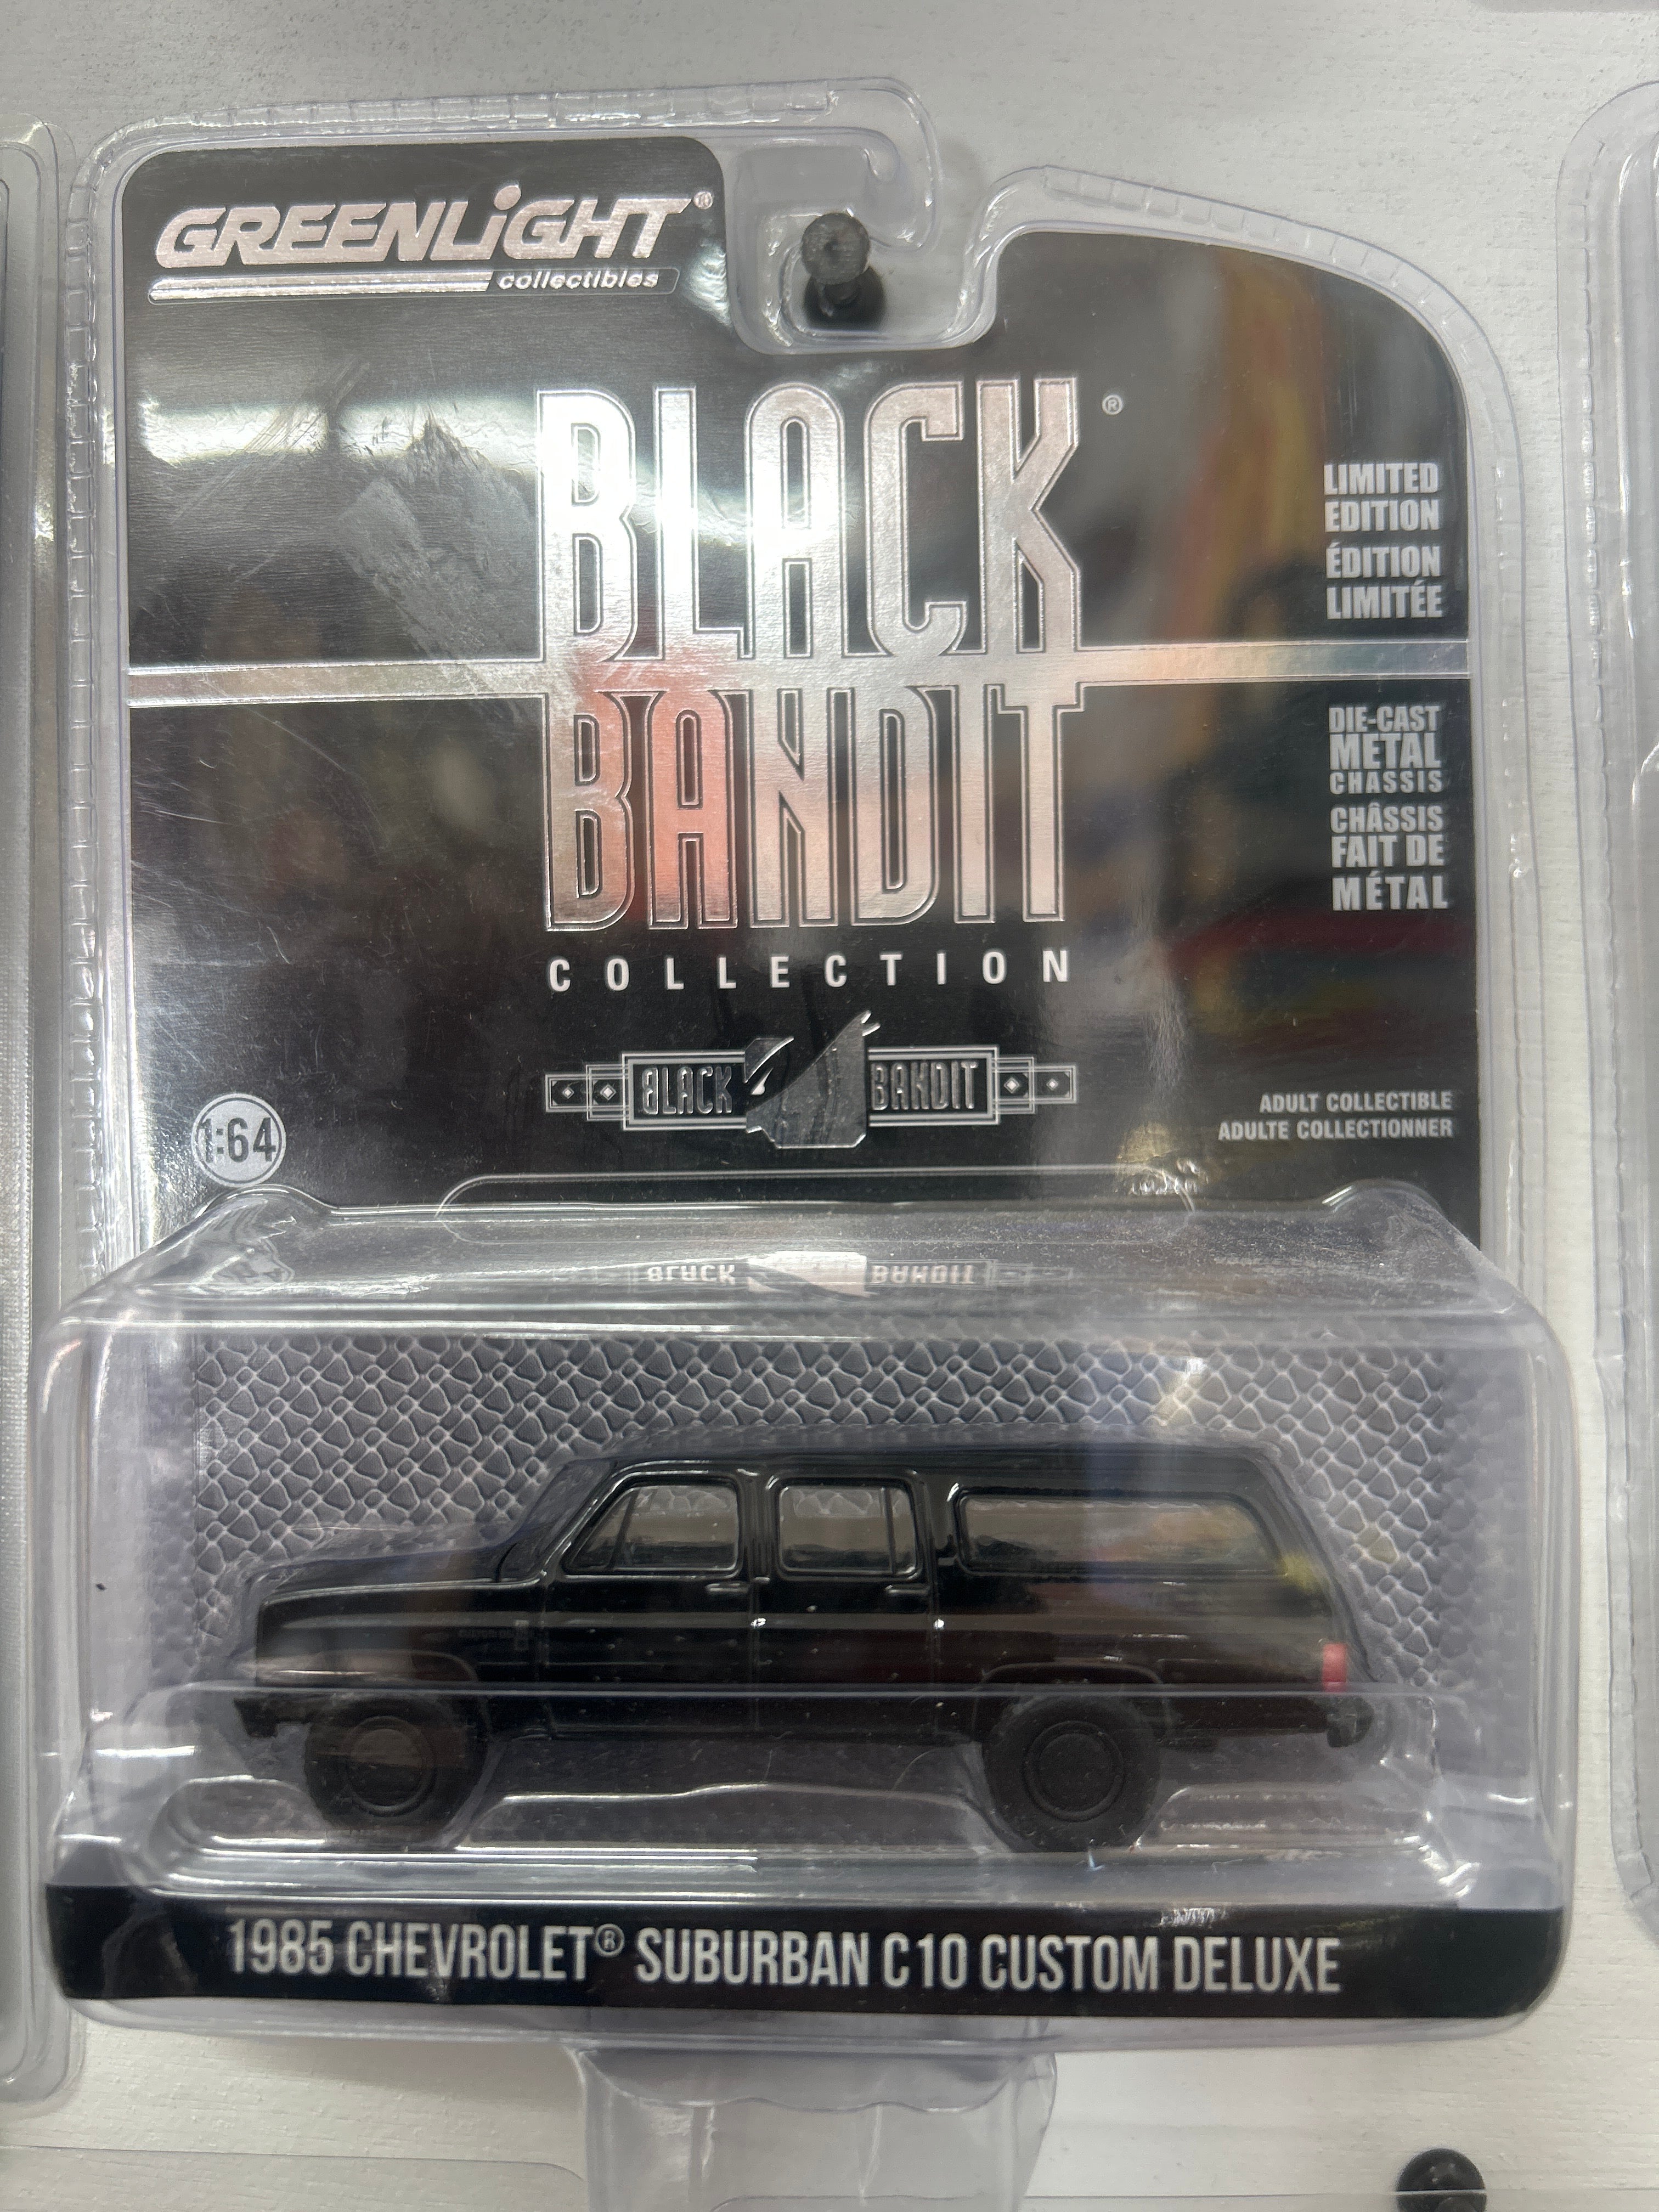 GREENLiGHT®
collectibles
BLACK®
BANDIT
COLLECTION
LIMITED
EDITION
ÉDITION
LIMITÉE
DIE-CAST
METAL
CHASSIS
CHÂSSIS
FAIT DE
MÉTAL
BLACK BANDIT
1:64
ADULT COLLECTIBLE
ADULTE COLLECTIONNER
1985 CHEVROLET® SUBURBAN C10 CUSTOM DELUXE